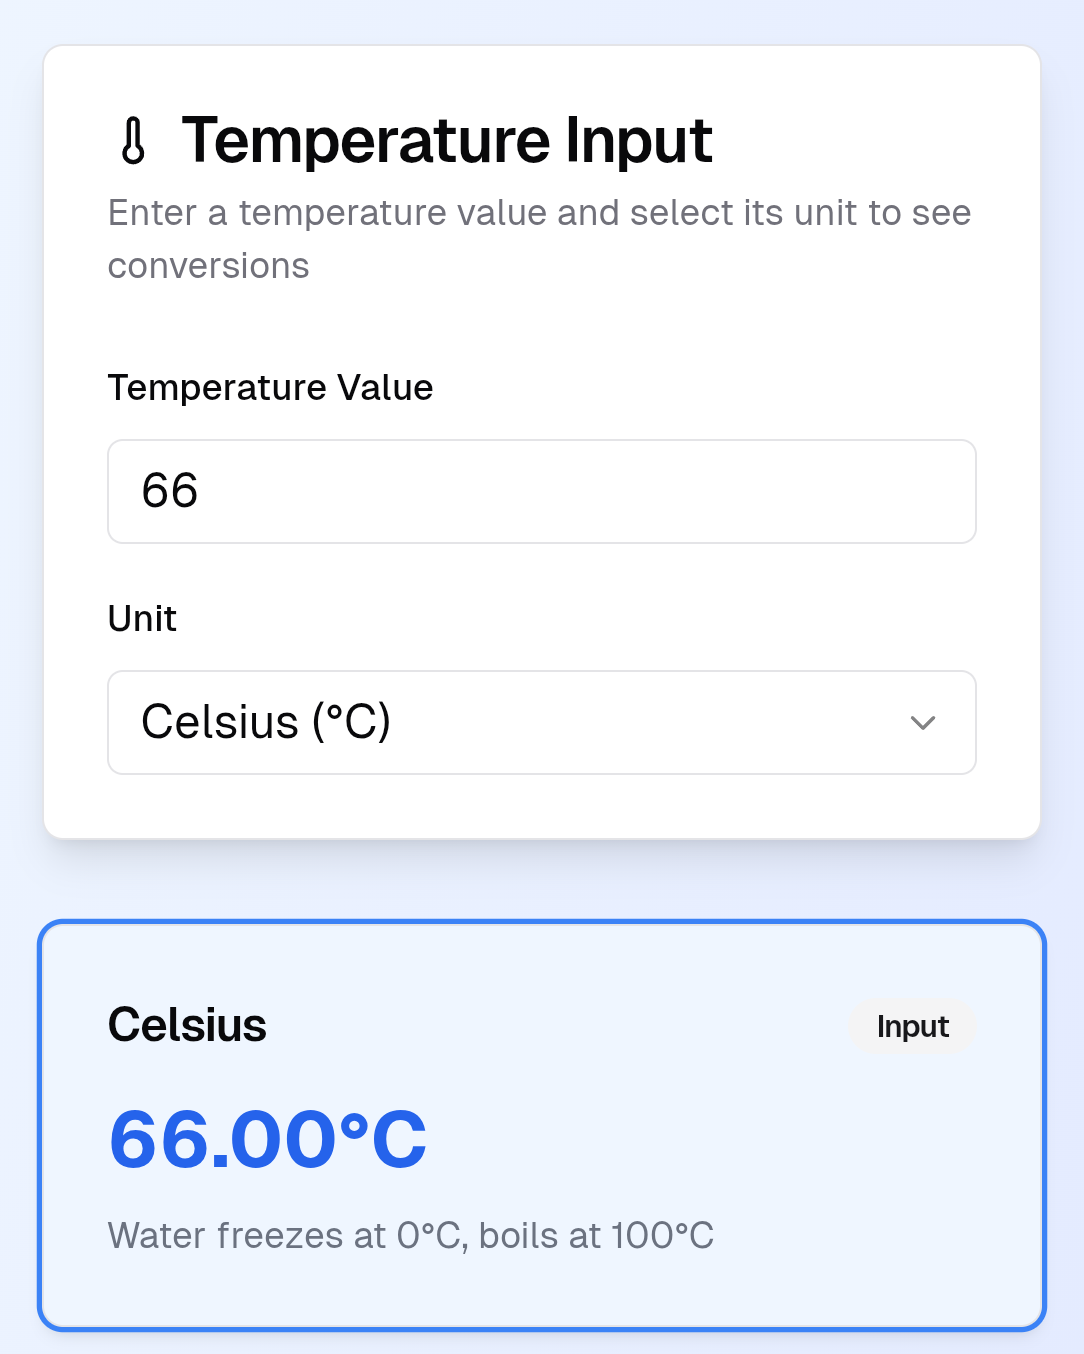 Temperature Input
Enter a temperature value and select its unit to see
conversions
Temperature Value
66
Unit
Celsius (°C)
Celsius
Input
66.00°C
Water freezes at 0°C, boils at 100°C